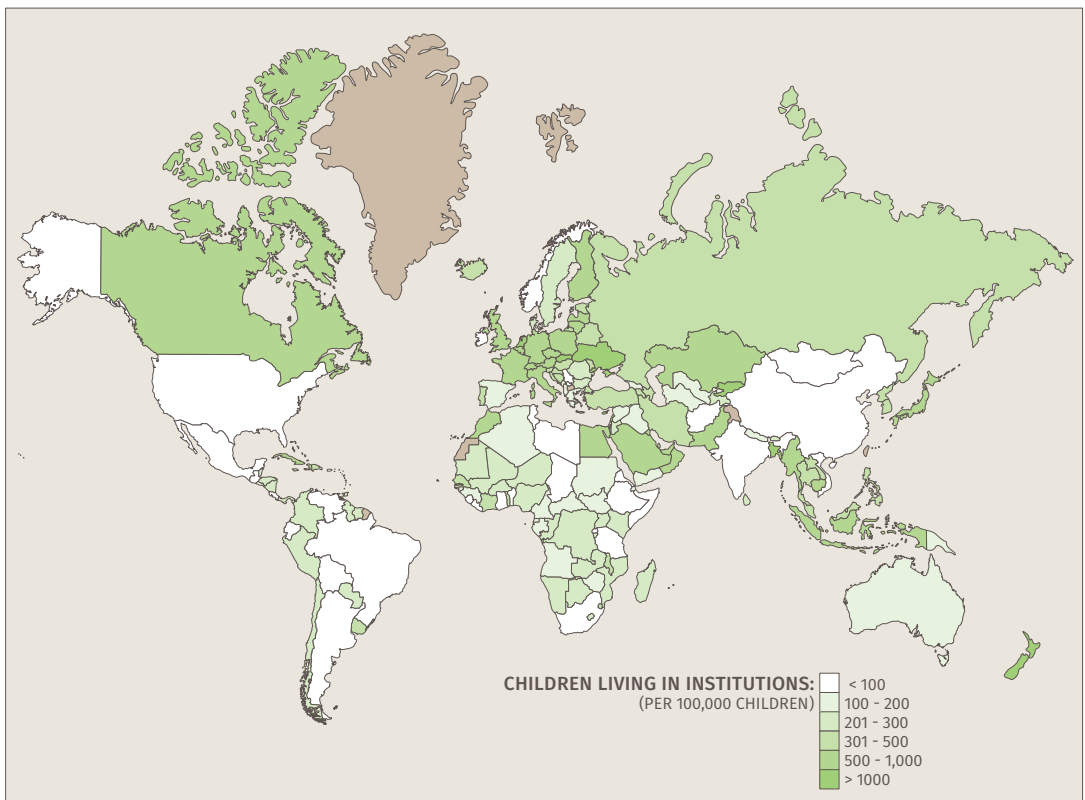 CHILDREN LIVING IN INSTITUTIONS:
(PER 100,000 CHILDREN)
< 100
100 - 200
201 - 300
301 - 500
500 - 1,000
> 1000